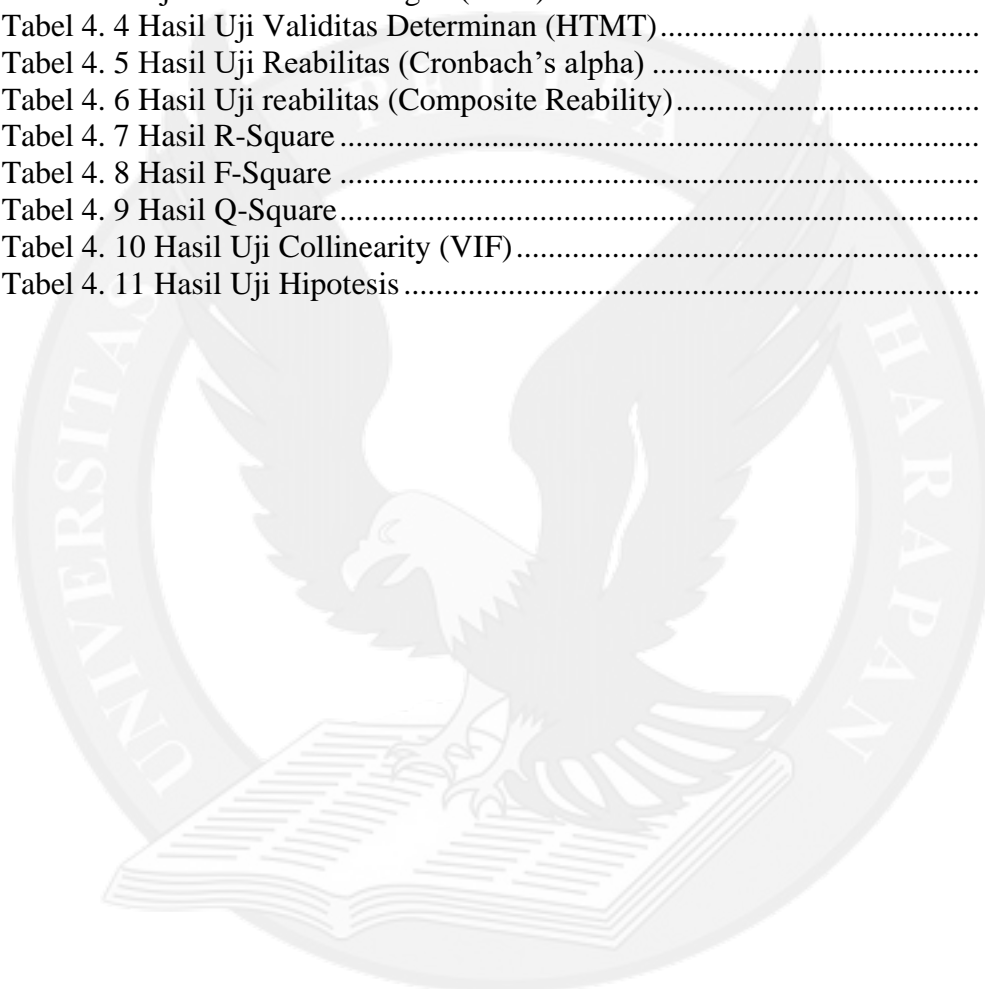 Tabel 4. 4 Hasil Uji Validitas Determinan (HTMT)....................................
Tabel 4. 5 Hasil Uji Reabilitas (Cronbach's alpha) ....................................
Tabel 4. 6 Hasil Uji reabilitas (Composite Reability)..................................
Tabel 4. 7 Hasil R-Square.......................................................................
Tabel 4. 8 Hasil F-Square .......................................................................
Tabel 4. 9 Hasil Q-Square.......................................................................
Tabel 4. 10 Hasil Uji Collinearity (VIF)....................................................
Tabel 4. 11 Hasil Uji Hipotesis................................................................
UNIVERSITAS
HARAPAN